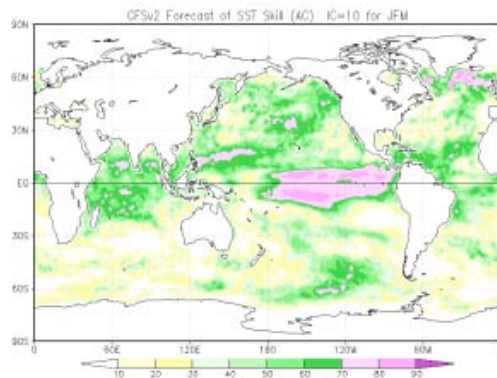 CFSv2 Forecast of SST Skill (AC) IC=10 for JFM
90N
60N
30N
EQ
30S
60S
90S
0 60E 120E 180 120W 60W
10 20 30 40 50 60 70 80 90